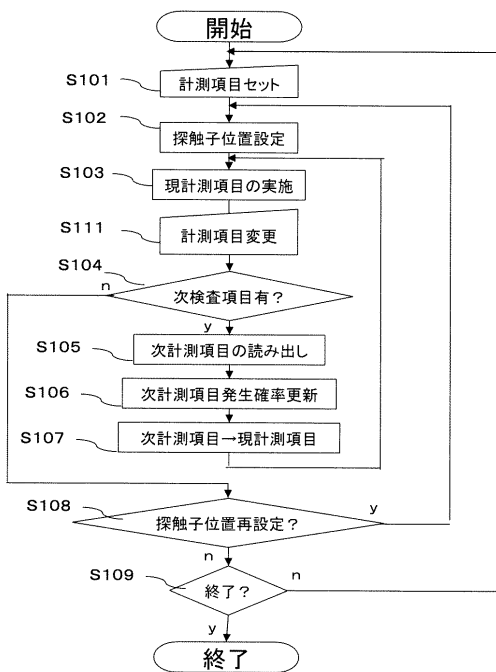 開始
S101
計測項目セット
S102
探触子位置設定
S103
現計測項目の実施
S111
計測項目変更
S104
n
次検査項目有?
y
S105
次計測項目の読み出し
S106
次計測項目発生確率更新
S107
次計測項目→現計測項目
S108
探触子位置再設定?
y
n
S109
終了?
n
y
終了